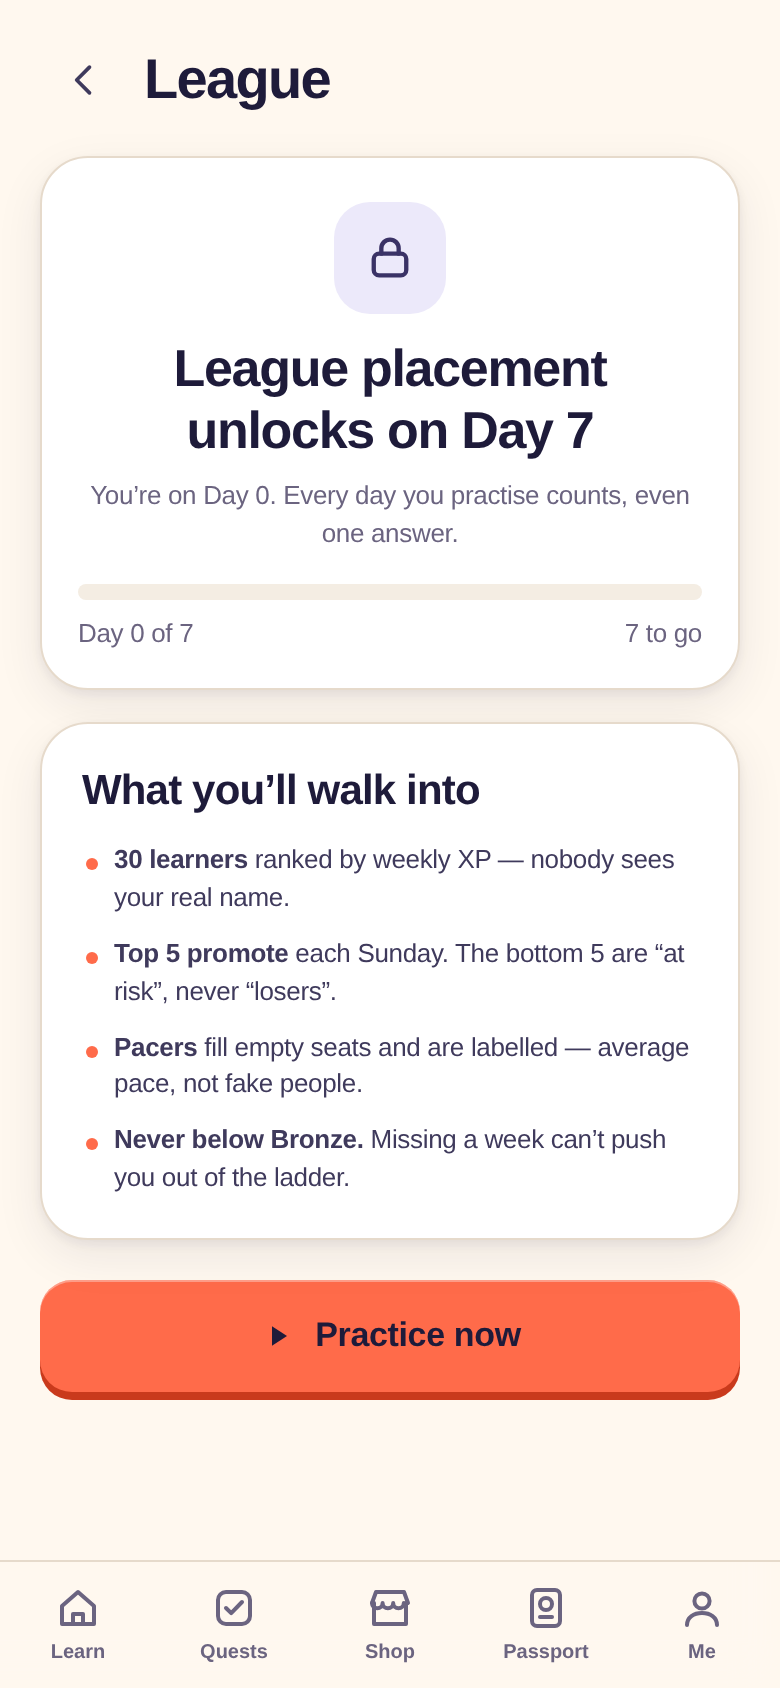 League
League placement
unlocks on Day 7
You’re on Day 0. Every day you practise counts, even
one answer.
Day 0 of 7
7 to go
What you’ll walk into
30 learners ranked by weekly XP — nobody sees
your real name.
Top 5 promote each Sunday. The bottom 5 are “at
risk”, never “losers”.
Pacers fill empty seats and are labelled — average
pace, not fake people.
Never below Bronze. Missing a week can’t push
you out of the ladder.
Practice now
Learn
Quests
Shop
Passport
Me